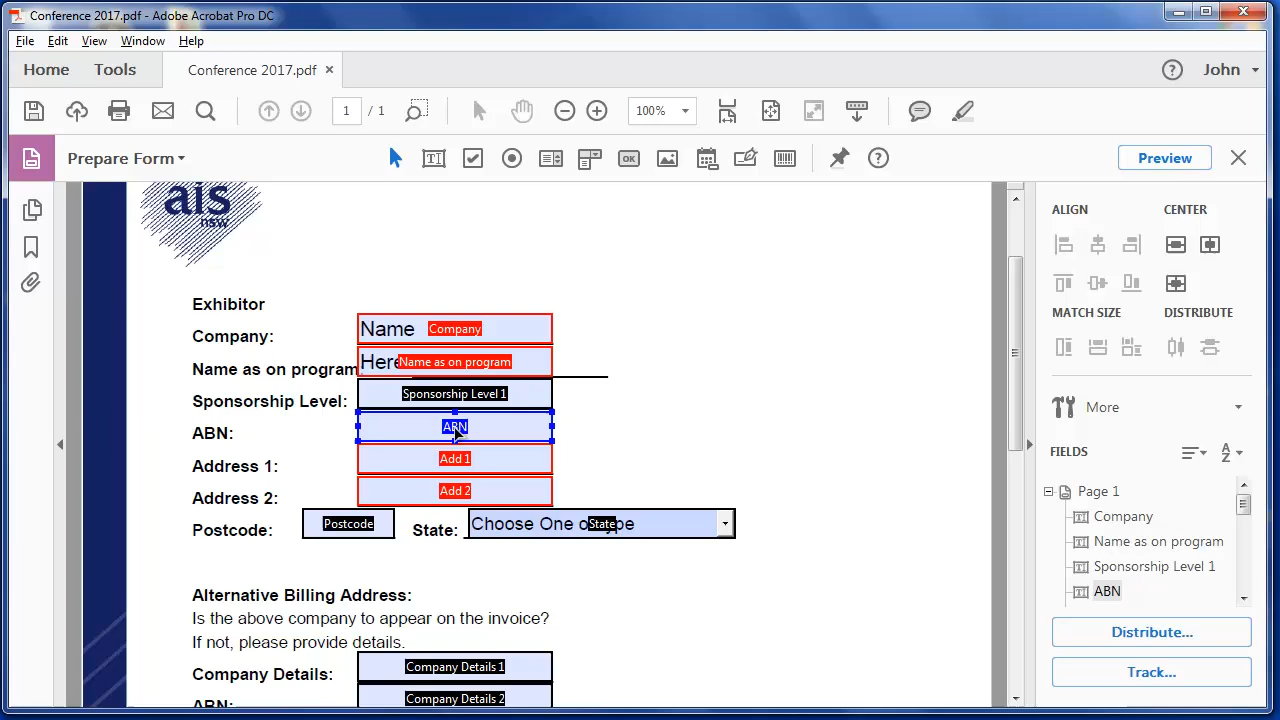 Conference 2017.pdf - Adobe Acrobat Pro DC
File Edit View Window Help
Home Tools Conference 2017.pdf × John
1 / 1 100%
Prepare Form OK Preview
ais
nsw
ALIGN CENTER
MATCH SIZE DISTRIBUTE
More
FIELDS
Page 1
Company
Name as on program
Sponsorship Level 1
ABN
Distribute...
Track...
Exhibitor
Company: Name Company
Name as on program Here Name as on program
Sponsorship Level: Sponsorship Level 1
ABN: ABN
Address 1: Add 1
Address 2: Add 2
Postcode: Postcode State: Choose One o State pe
Alternative Billing Address:
Is the above company to appear on the invoice?
If not, please provide details.
Company Details: Company Details 1
ABN: Company Details 2